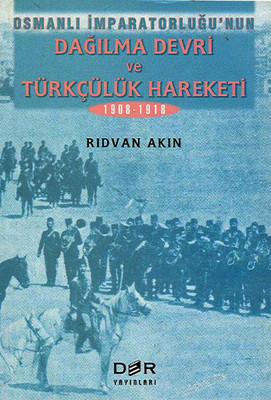 OSMANLI İMPARATORLUĞU'NUN
DAĞILMA DEVRİ
ve
TÜRKÇÜLÜK HAREKETİ
1908-1918
RIDVAN AKIN
DER
YAYINLARI